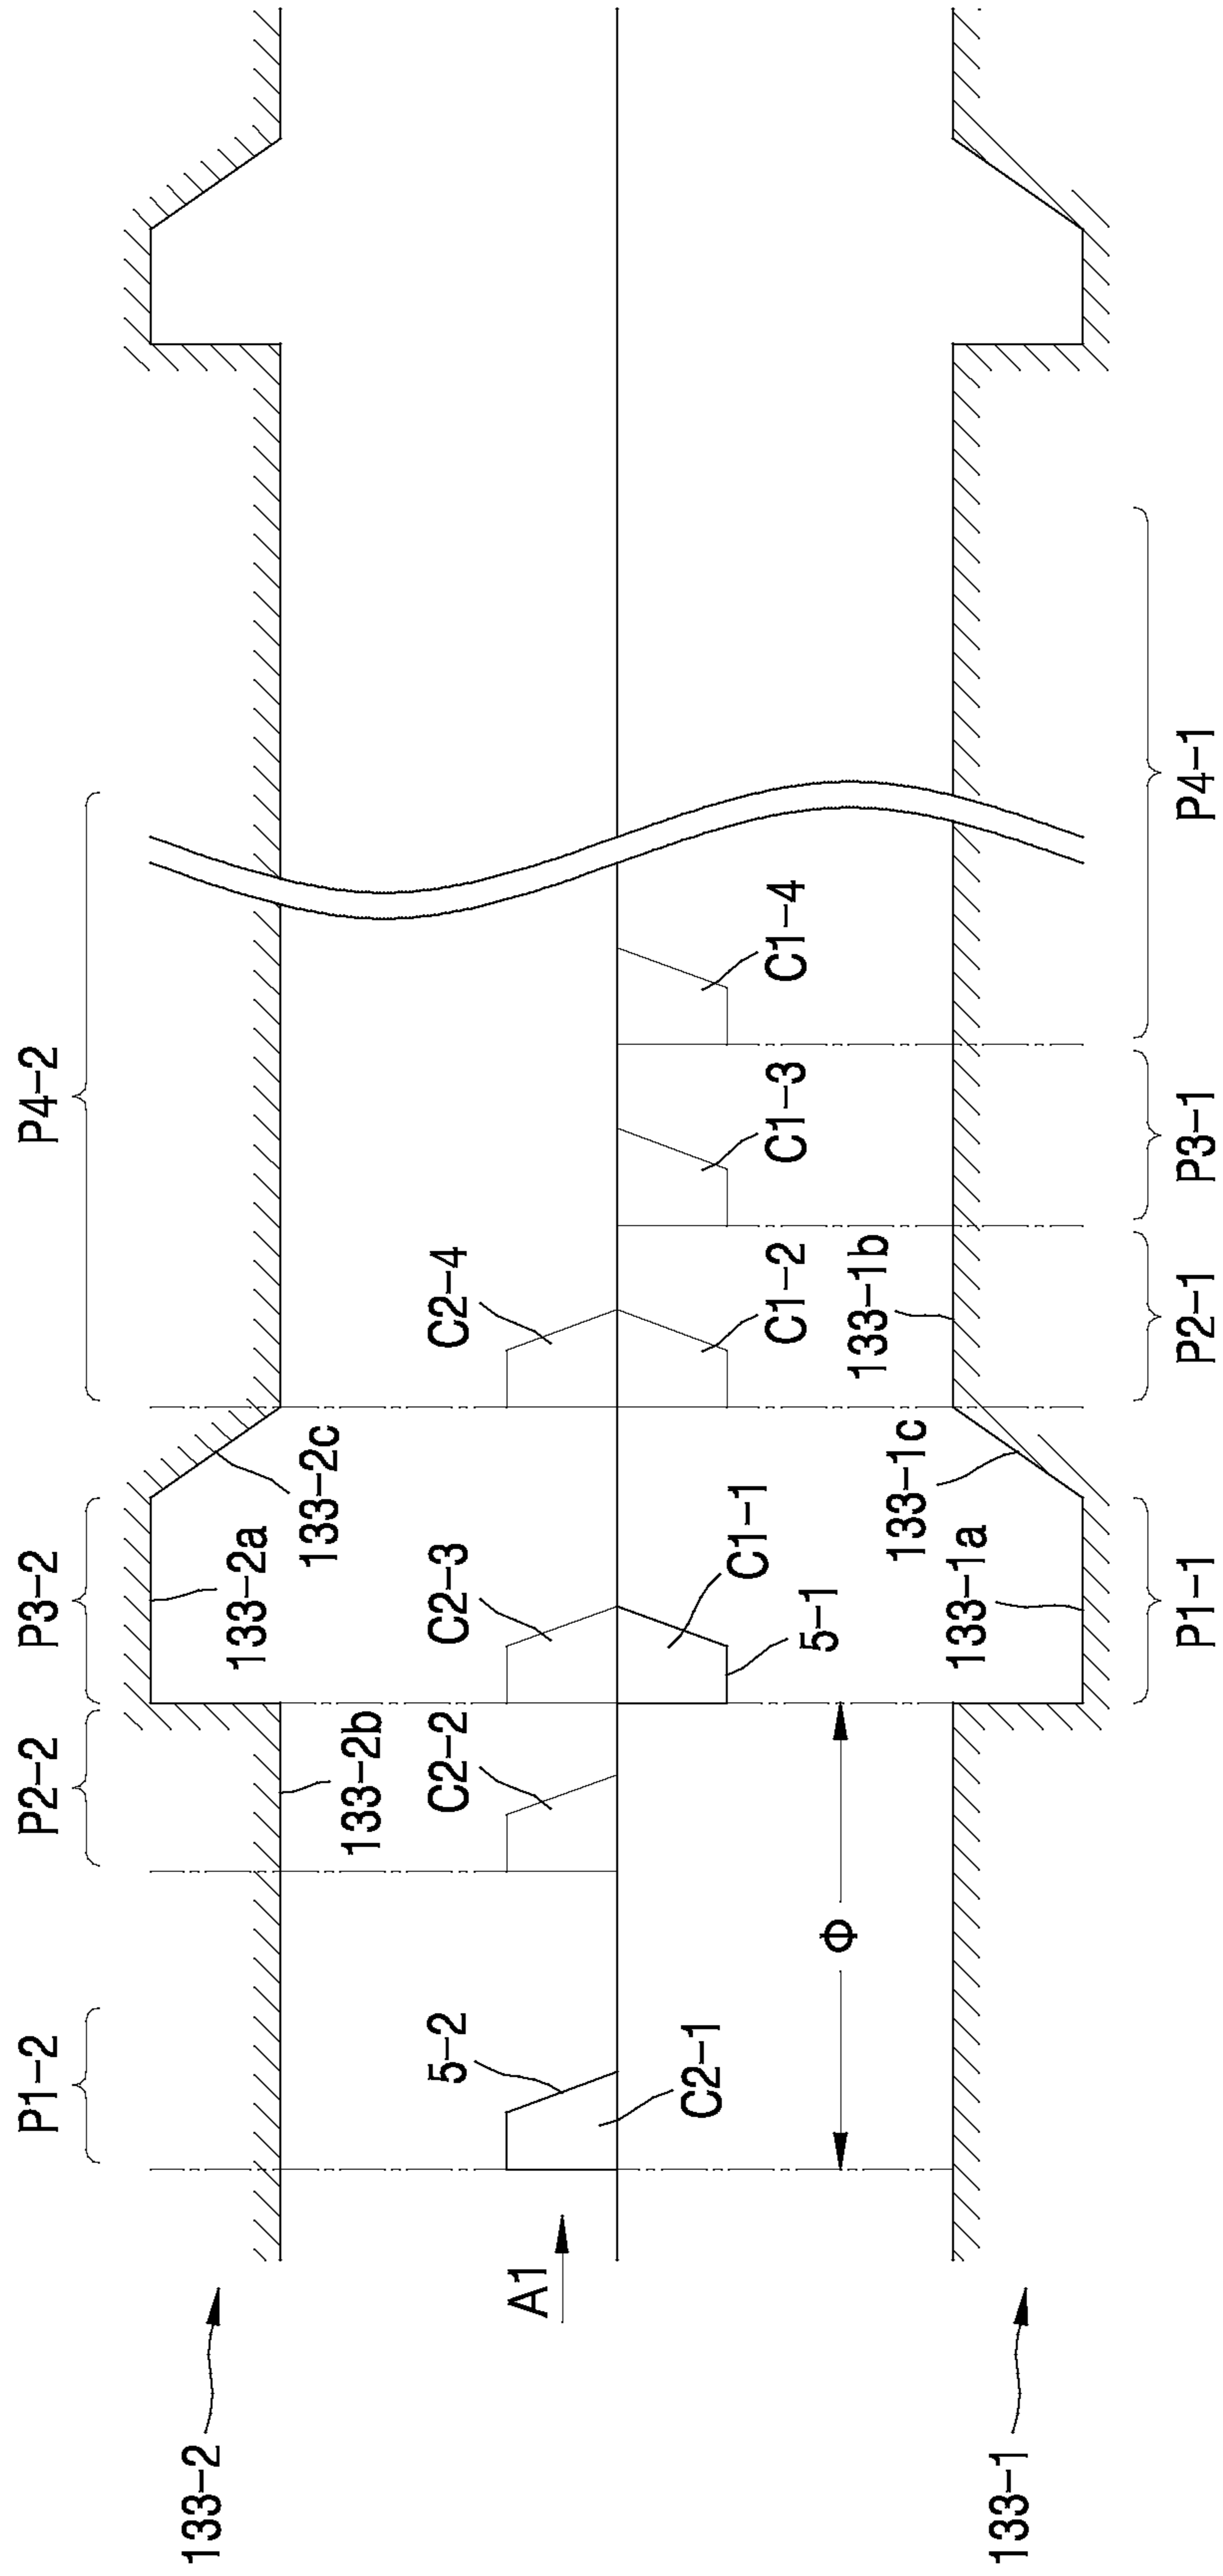 P1-2
P2-2
P3-2
P4-2
133-2
133-2b
133-2a
133-2c
A1
5-2
C2-2
C2-3
C2-4
C2-1
Φ
5-1
C1-1
C1-2
C1-3
C1-4
133-1b
133-1c
133-1a
133-1
P1-1
P2-1
P3-1
P4-1